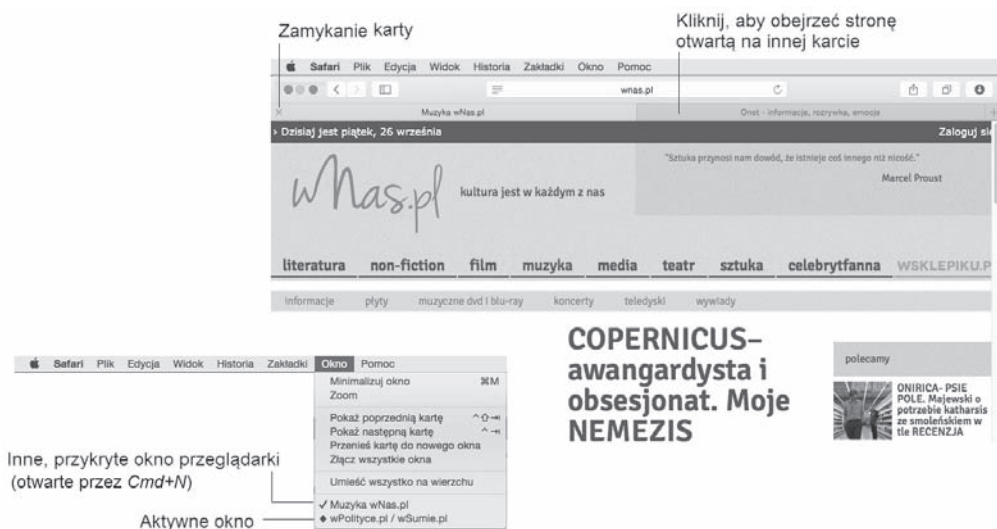 Zamykanie karty
Kliknij, aby obejrzeć stronę
otwartą na innej karcie
Safari Plik Edycja Widok Historia Zakładki Okno Pomoc
wnas.pl
Muzyka wNas.pl
Onet - informacje, rozrywka, emocje
› Dzisiaj jest piątek, 26 września
Zaloguj się
"Sztuka przynosi nam dowód, że istnieje coś innego niż nicość."
Marcel Proust
wNas.pl
kultura jest w każdym z nas
literatura non-fiction film muzyka media teatr sztuka celebrytfanna WSKLEPIKU.P
informacje płyty muzyczne dvd i blu-ray koncerty teledyski wywiady
COPERNICUS–
awangardysta i
obsesjonat. Moje
NEMEZIS
polecamy
ONIRICA- PSIE
POLE. Majewski o
potrzebie katharsis
ze smoleńskiem w
tle RECENZJA
Safari Plik Edycja Widok Historia Zakładki Okno Pomoc
Minimalizuj okno ⌘M
Zoom
Pokaż poprzednią kartę ^⇧⇥
Pokaż następną kartę ^⇥
Przenieś kartę do nowego okna
Złącz wszystkie okna
Umieść wszystko na wierzchu
✓ Muzyka wNas.pl
◆ wPolityce.pl / wSumie.pl
Inne, przykryte okno przeglądarki
(otwarte przez Cmd+N)
Aktywne okno